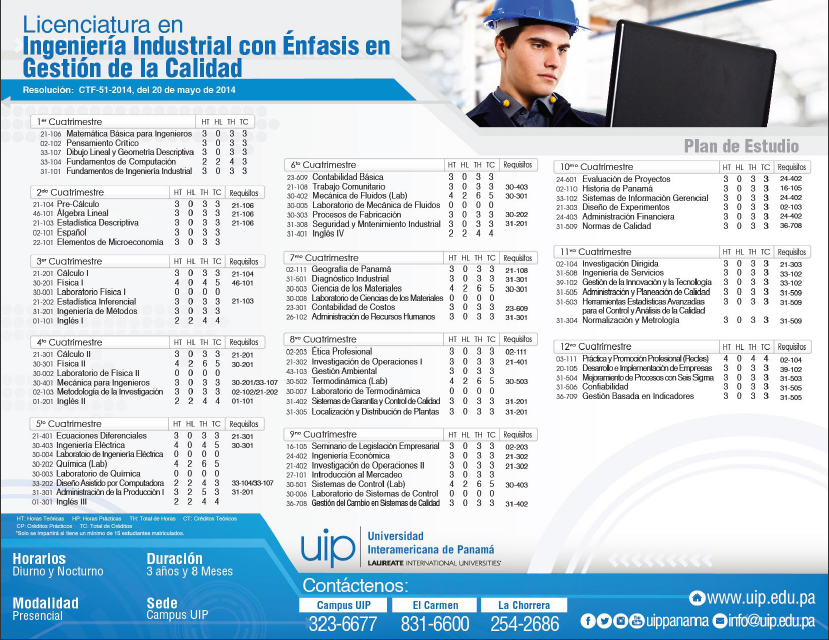 Licenciatura en
Ingeniería Industrial con Énfasis en
Gestión de la Calidad
Resolución: CTF-51-2014, del 20 de mayo de 2014
Plan de Estudio
1er Cuatrimestre HT HL TH TC
21-106 Matemática Básica para Ingenieros 3 0 3 3
02-102 Pensamiento Crítico 3 0 3 3
33-107 Dibujo Lineal y Geometría Descriptiva 3 0 3 3
33-104 Fundamentos de Computación 2 2 4 3
31-101 Fundamentos de Ingeniería Industrial 3 0 3 3
2do Cuatrimestre HT HL TH TC Requisitos
21-104 Pre-Cálculo 3 0 3 3 21-106
46-101 Álgebra Lineal 3 0 3 3 21-106
21-103 Estadística Descriptiva 3 0 3 3 21-106
02-101 Español 3 0 3 3
22-101 Elementos de Microeconomía 3 0 3 3
3er Cuatrimestre HT HL TH TC Requisitos
21-201 Cálculo I 3 0 3 3 21-104
30-201 Física I 4 0 4 5 46-101
30-001 Laboratorio Física I 0 0 0 0
21-202 Estadística Inferencial 3 0 3 3 21-103
31-201 Ingeniería de Métodos 3 0 3 3
01-101 Inglés I 2 2 4 4
4to Cuatrimestre HT HL TH TC Requisitos
21-301 Cálculo II 3 0 3 3 21-201
30-301 Física II 4 2 6 5 30-201
30-002 Laboratorio de Física II 0 0 0 0
30-401 Mecánica para Ingenieros 3 0 3 3 30-201/33-107
02-103 Metodología de la Investigación 3 0 3 3 02-102/21-202
01-201 Inglés II 2 2 4 4 01-101
5to Cuatrimestre HT HL TH TC Requisitos
21-401 Ecuaciones Diferenciales 3 0 3 3 21-301
30-403 Ingeniería Eléctrica 4 0 4 5 30-301
30-004 Laboratoio de Ingeniería Eléctrica 0 0 0 0
30-202 Química (Lab) 4 2 6 5
30-003 Laboratorio de Química 0 0 0 0
33-202 Diseño Asistido por Computadora 2 2 4 3 33-104/33-107
31-301 Administración de la Producción I 3 2 5 3 31-201
01-301 Inglés III 2 2 4 4
6to Cuatrimestre HT HL TH TC Requisitos
23-609 Contabilidad Básica 3 0 3 3
21-108 Trabajo Comunitario 3 0 3 3 30-403
30-402 Mecánica de Fluidos (Lab) 4 2 6 5 30-301
30-005 Laboratorio de Mecánica de Fluidos 0 0 0 0
30-303 Procesos de Fabricación 3 0 3 3 30-202
31-308 Seguridad y Mntenimiento Industrial 3 0 3 3 31-201
31-401 Inglés IV 2 2 4 4
7mo Cuatrimestre HT HL TH TC Requisitos
02-111 Geografía de Panamá 3 0 3 3 21-108
31-501 Diagnóstico Industrial 3 0 3 3 31-301
30-503 Ciencia de los Materiales 4 2 6 5 30-301
30-008 Laboratorio de Ciencias de los Materiales 0 0 0 0
23-301 Contabilidad de Costos 3 0 3 3 23-609
26-102 Administración de Recursos Humanos 3 0 3 3 31-301
8vo Cuatrimestre HT HL TH TC Requisitos
02-203 Ética Profesional 3 0 3 3 02-111
21-302 Investigación de Operaciones I 3 0 3 3 21-401
43-103 Gestión Ambiental 3 0 3 3
30-502 Termodinámica (Lab) 4 2 6 5 30-503
30-007 Laboratorio de Termodinámica 0 0 0 0
31-402 Sistemas de Garantía y Control de Calidad 3 0 3 3 31-201
31-305 Localización y Distribución de Plantas 3 0 3 3 31-201
9no Cuatrimestre HT HL TH TC Requisitos
16-105 Seminario de Legislación Empresarial 3 0 3 3 02-203
24-402 Ingeniería Económica 3 0 3 3 21-302
21-402 Investigación de Operaciones II 3 0 3 3 21-302
27-101 Introducción al Mercadeo 3 0 3 3
30-501 Sistemas de Control (Lab) 4 2 6 5 30-403
30-006 Laboratorio de Sistemas de Control 0 0 0 0
36-708 Gestión del Cambio en Sistemas de Calidad 3 0 3 3 31-402
10mo Cuatrimestre HT HL TH TC Requisitos
24-601 Evaluación de Proyectos 3 0 3 3 24-402
02-110 Historia de Panamá 3 0 3 3 16-105
33-102 Sistemas de Información Gerencial 3 0 3 3 24-402
21-303 Diseño de Experimentos 3 0 3 3 02-103
24-403 Administración Financiera 3 0 3 3 24-402
31-509 Normas de Calidad 3 0 3 3 36-708
11vo Cuatrimestre HT HL TH TC Requisitos
02-104 Investigación Dirigida 3 0 3 3 21-303
31-508 Ingeniería de Servicios 3 0 3 3 33-102
39-102 Gestión de la Innovación y la Tecnología 3 0 3 3 33-102
31-505 Administración y Planeación de Calidad 3 0 3 3 31-509
31-503 Herramientas Estadísticas Avanzadas 3 0 3 3 31-509
para el Control y Análisis de la Calidad
31-304 Normalización y Metrología 3 0 3 3 31-509
12vo Cuatrimestre HT HL TH TC Requisitos
03-111 Práctica y Promoción Profesional (Redes) 4 0 4 4 02-104
20-105 Desarrollo e Implementación de Empresas 3 0 3 3 39-102
31-504 Mejoramiento de Procesos con Seis Sigma 3 0 3 3 31-503
31-506 Confiabilidad 3 0 3 3 31-505
36-709 Gestión Basada en Indicadores 3 0 3 3 31-505
HT: Horas Teóricas HP: Horas Prácticas TH: Total de Horas CT: Créditos Teóricos
CP: Créditos Prácticos TC: Total de Créditos
*Solo se impartirá si tiene un mínimo de 15 estudiantes matriculados.
Horarios
Diurno y Nocturno
Duración
3 años y 8 Meses
Modalidad
Presencial
Sede
Campus UIP
uip
Universidad
Interamericana de Panamá
LAUREATE INTERNATIONAL UNIVERSITIES®
Contáctenos:
Campus UIP El Carmen La Chorrera
323-6677 831-6600 254-2686
www.uip.edu.pa
uippanama info@uip.edu.pa